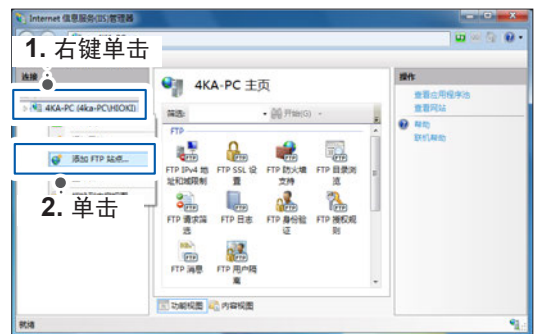 Internet 信息服务(IIS)管理器
1. 右键单击
连接
4KA-PC (4ka-PC\HIOKI)
添加 FTP 站点...
2. 单击
4KA-PC 主页
筛选:
开始(G)
FTP
FTP IPv4 地址和域限制
FTP SSL 设置
FTP 防火墙支持
FTP 目录浏览
FTP 请求筛选
FTP 日志
FTP 身份验证
FTP 授权规则
FTP 消息
FTP 用户隔离
功能视图
内容视图
操作
查看应用程序池
查看网站
帮助
联机帮助
就绪